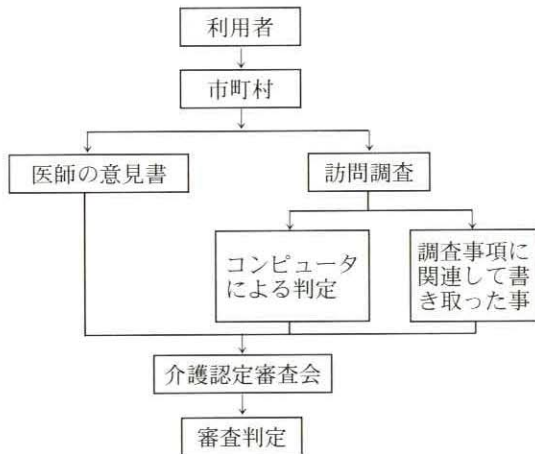 利用者
市町村
医師の意見書
訪問調査
コンピュータ
による判定
調査事項に
関連して書
き取った事
介護認定審査会
審査判定